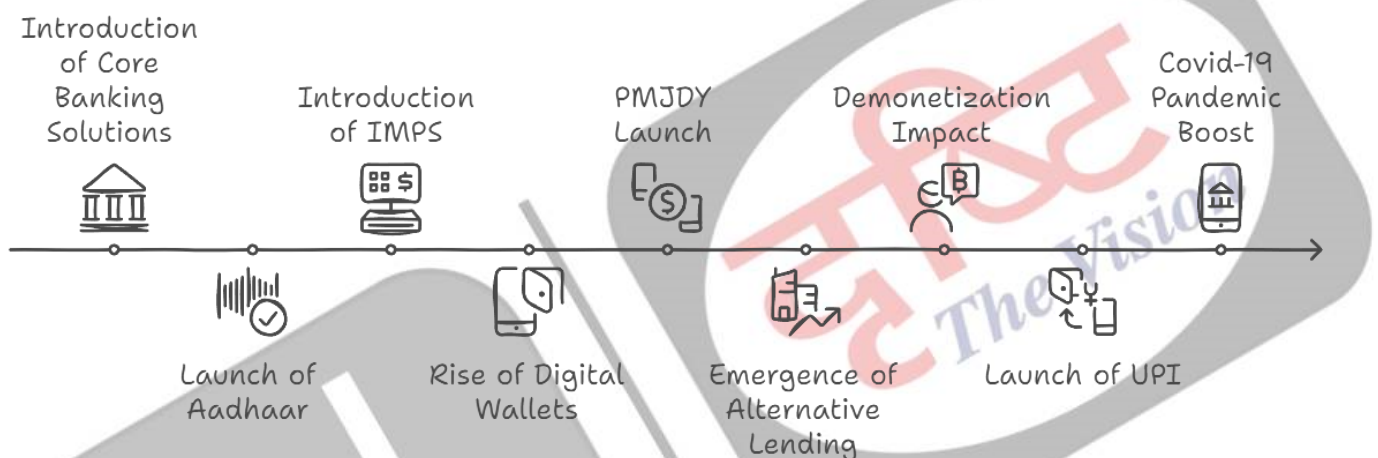 Introduction
of Core
Banking
Solutions
Launch of
Aadhaar
Introduction
of IMPS
Rise of Digital
Wallets
PMJDY
Launch
Emergence of
Alternative
Lending
Demonetization
Impact
Launch of UPI
Covid-19
Pandemic
Boost
दृष्टि
The Vision